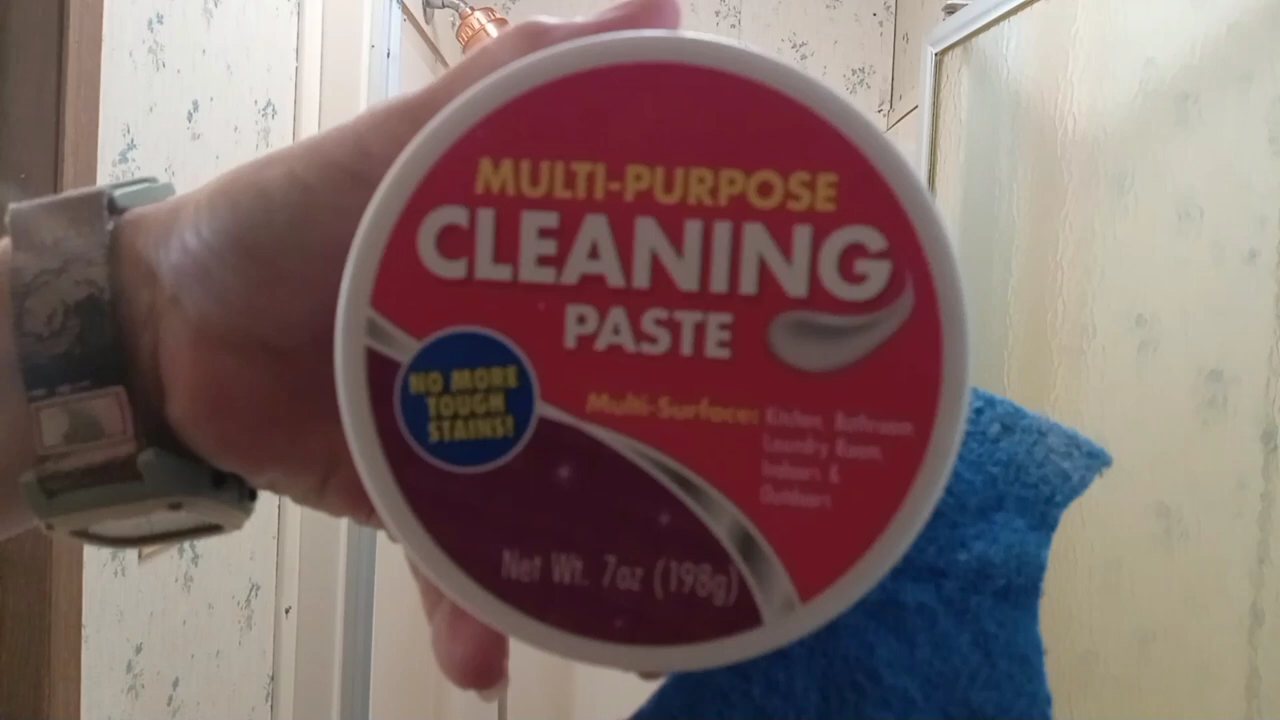 MULTI-PURPOSE
CLEANING
PASTE
NO MORE
TOUGH
STAINS!
Multi-Surface: Kitchen, Bathroom,
Laundry Room,
Indoors &
Outdoors
Net Wt. 7oz (198g)